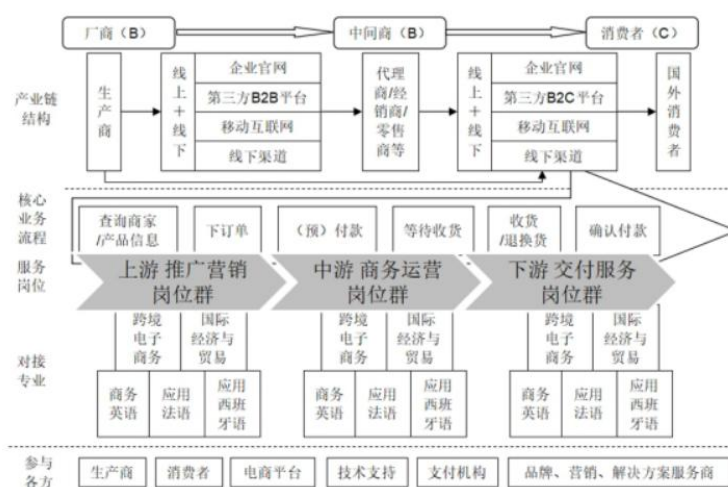 厂商（B）
中间商（B）
消费者（C）
产业链
结构
生产商
线上+线下
企业官网
第三方B2B平台
移动互联网
线下渠道
代理
商/经
销商/
零售
商等
线上+线下
企业官网
第三方B2C平台
移动互联网
线下渠道
国外消费者
核心
业务
流程
查询商家
/产品信息
下订单
（预）付款
等待收货
收货
/退换货
确认付款
服务
岗位
上游 推广营销
岗位群
中游 商务运营
岗位群
下游 交付服务
岗位群
对接
专业
跨境
电子
商务
国际
经济与
贸易
商务
英语
应用
法语
应用
西班
牙语
跨境
电子
商务
国际
经济与
贸易
商务
英语
应用
法语
应用
西班
牙语
跨境
电子
商务
国际
经济与
贸易
商务
英语
应用
法语
应用
西班
牙语
参与
各方
生产商
消费者
电商平台
技术支持
支付机构
品牌、营销、解决方案服务商